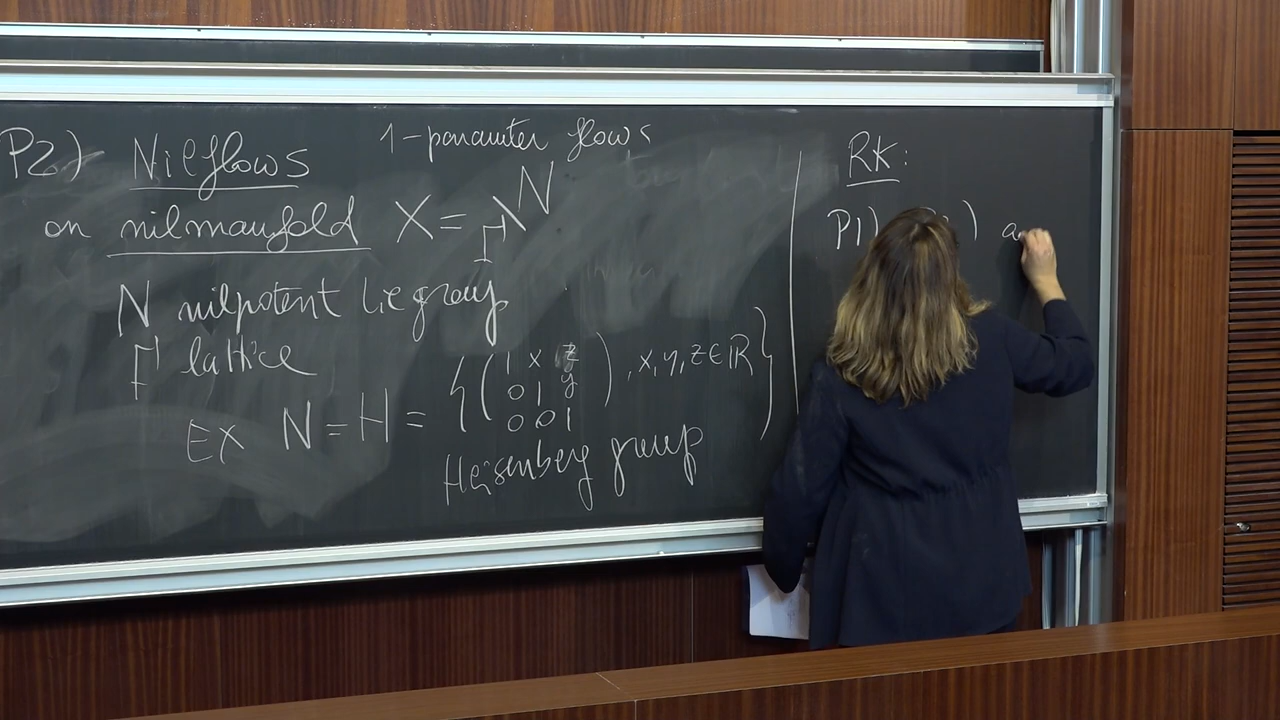 P2) Nilflows 1-parameter flows
on nilmanifold X = Γ\N
N nilpotent Lie group
Γ lattice
EX N = H = { ( 1 x z
0 1 y
0 0 1 ) , x, y, z ∈ ℝ }
Heisenberg group
RK:
P1) ) a